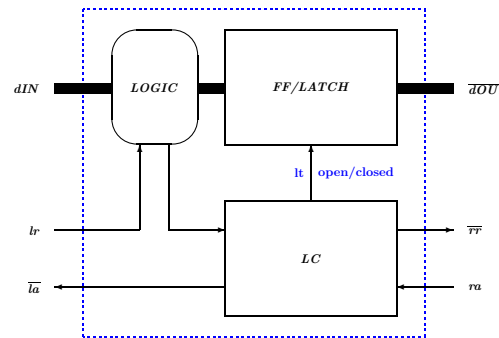 dIN LOGIC FF/LATCH dOU
lt open/closed
lr rr
LC
la ra